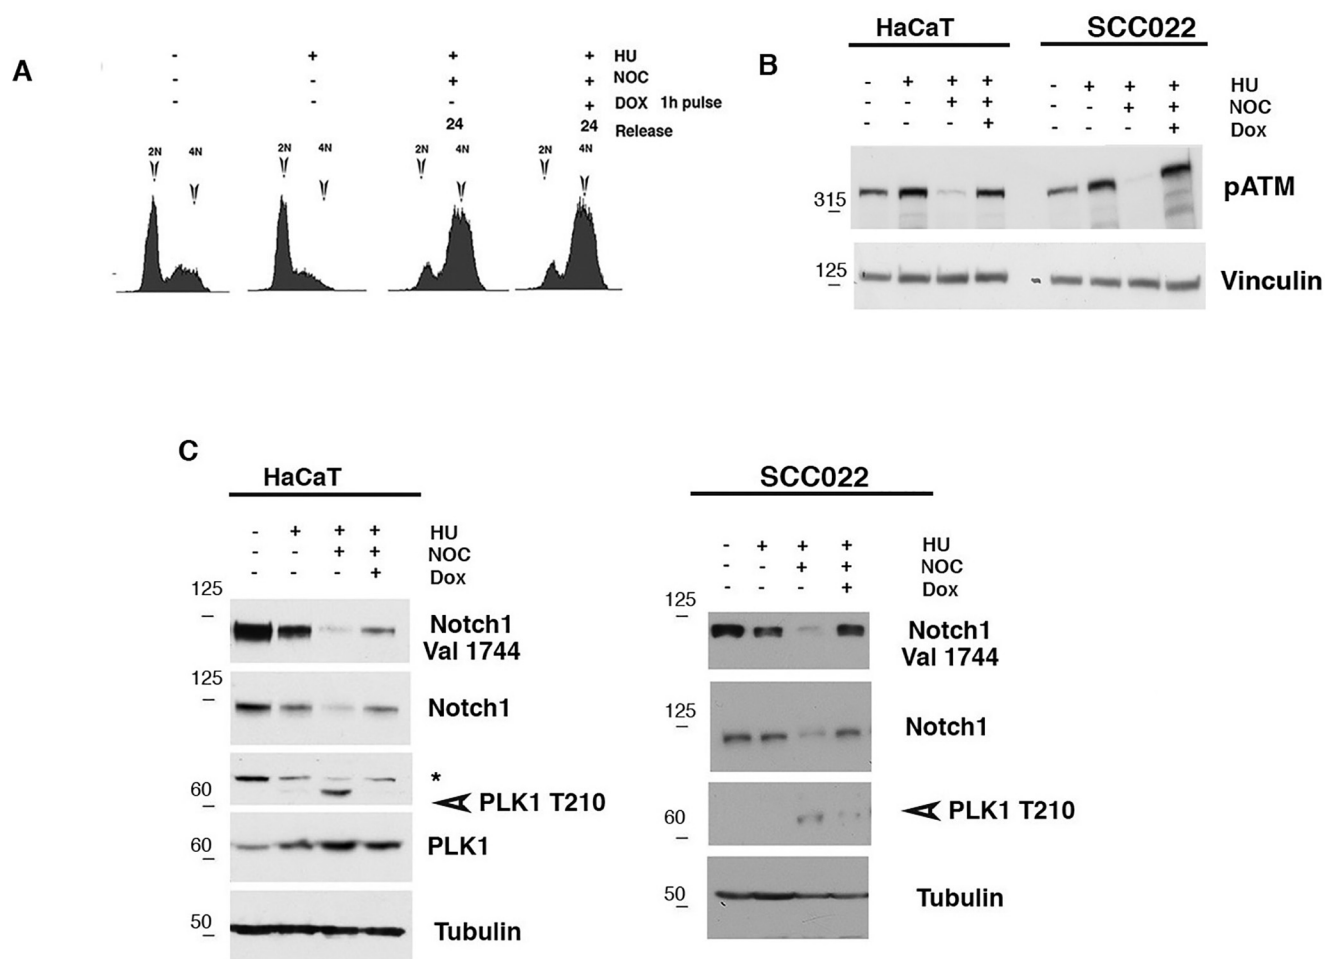 A
- + + + HU
- - + + NOC
- - - + DOX 1h pulse
24 24 Release
2N 4N 2N 4N 2N 4N 2N 4N
B
HaCaT SCC022
- + + + - + + + HU
- - + + - - + + NOC
- - - + - - - + Dox
315 pATM
125 Vinculin
C
HaCaT
- + + + HU
- - + + NOC
- - - + Dox
125
Notch1
Val 1744
125
Notch1
*
60 PLK1 T210
60 PLK1
50 Tubulin
SCC022
- + + + HU
- - + + NOC
- - - + Dox
125
Notch1
Val 1744
125
Notch1
60 PLK1 T210
50 Tubulin